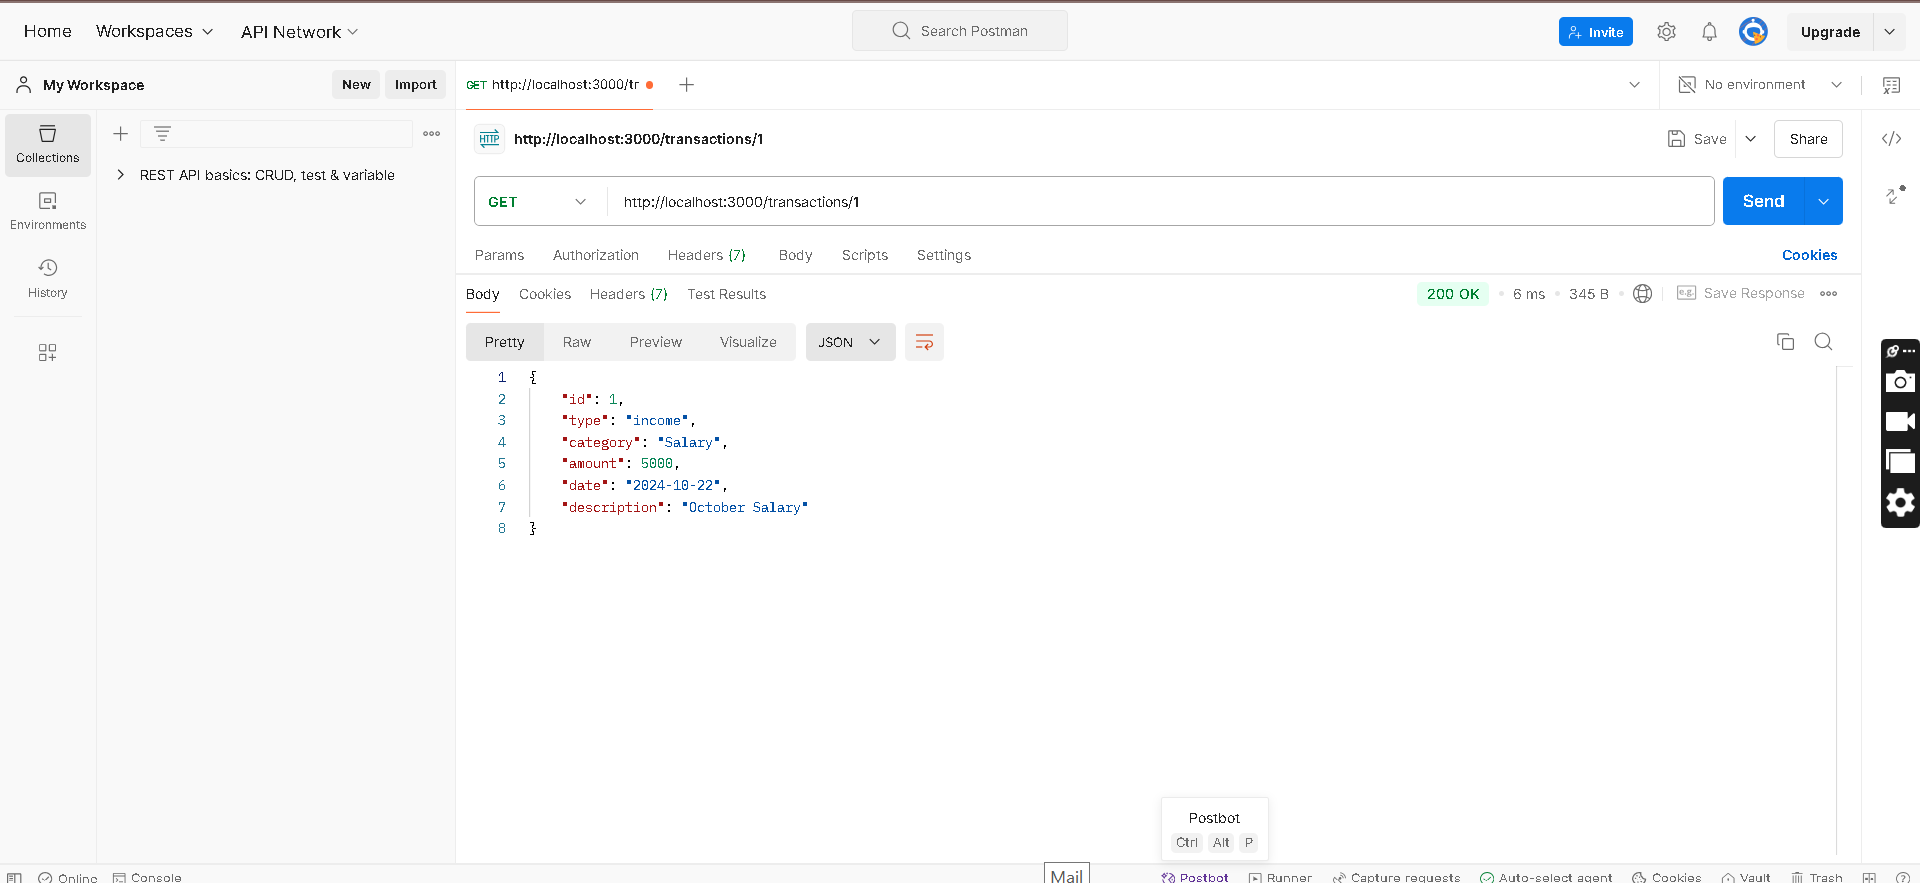 Home Workspaces API Network Search Postman Invite Upgrade
My Workspace New Import GET http://localhost:3000/tr No environment
Collections
Environments
History
REST API basics: CRUD, test & variable
HTTP http://localhost:3000/transactions/1 Save Share
GET http://localhost:3000/transactions/1 Send
Params Authorization Headers (7) Body Scripts Settings Cookies
Body Cookies Headers (7) Test Results 200 OK 6 ms 345 B e.g. Save Response
Pretty Raw Preview Visualize JSON
1 {
2 "id": 1,
3 "type": "income",
4 "category": "Salary",
5 "amount": 5000,
6 "date": "2024-10-22",
7 "description": "October Salary"
8 }
Postbot
Ctrl Alt P
Online Console Mail Postbot Runner Capture requests Auto-select agent Cookies Vault Trash